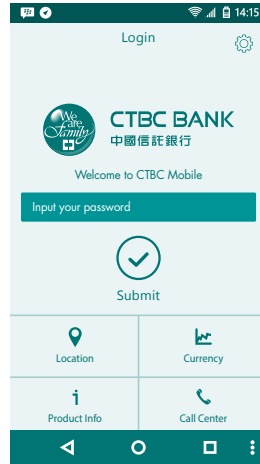 14:15
Login
We
are
Family
CTBC BANK
中國信託銀行
Welcome to CTBC Mobile
Input your password
Submit
Location
Currency
Product Info
Call Center